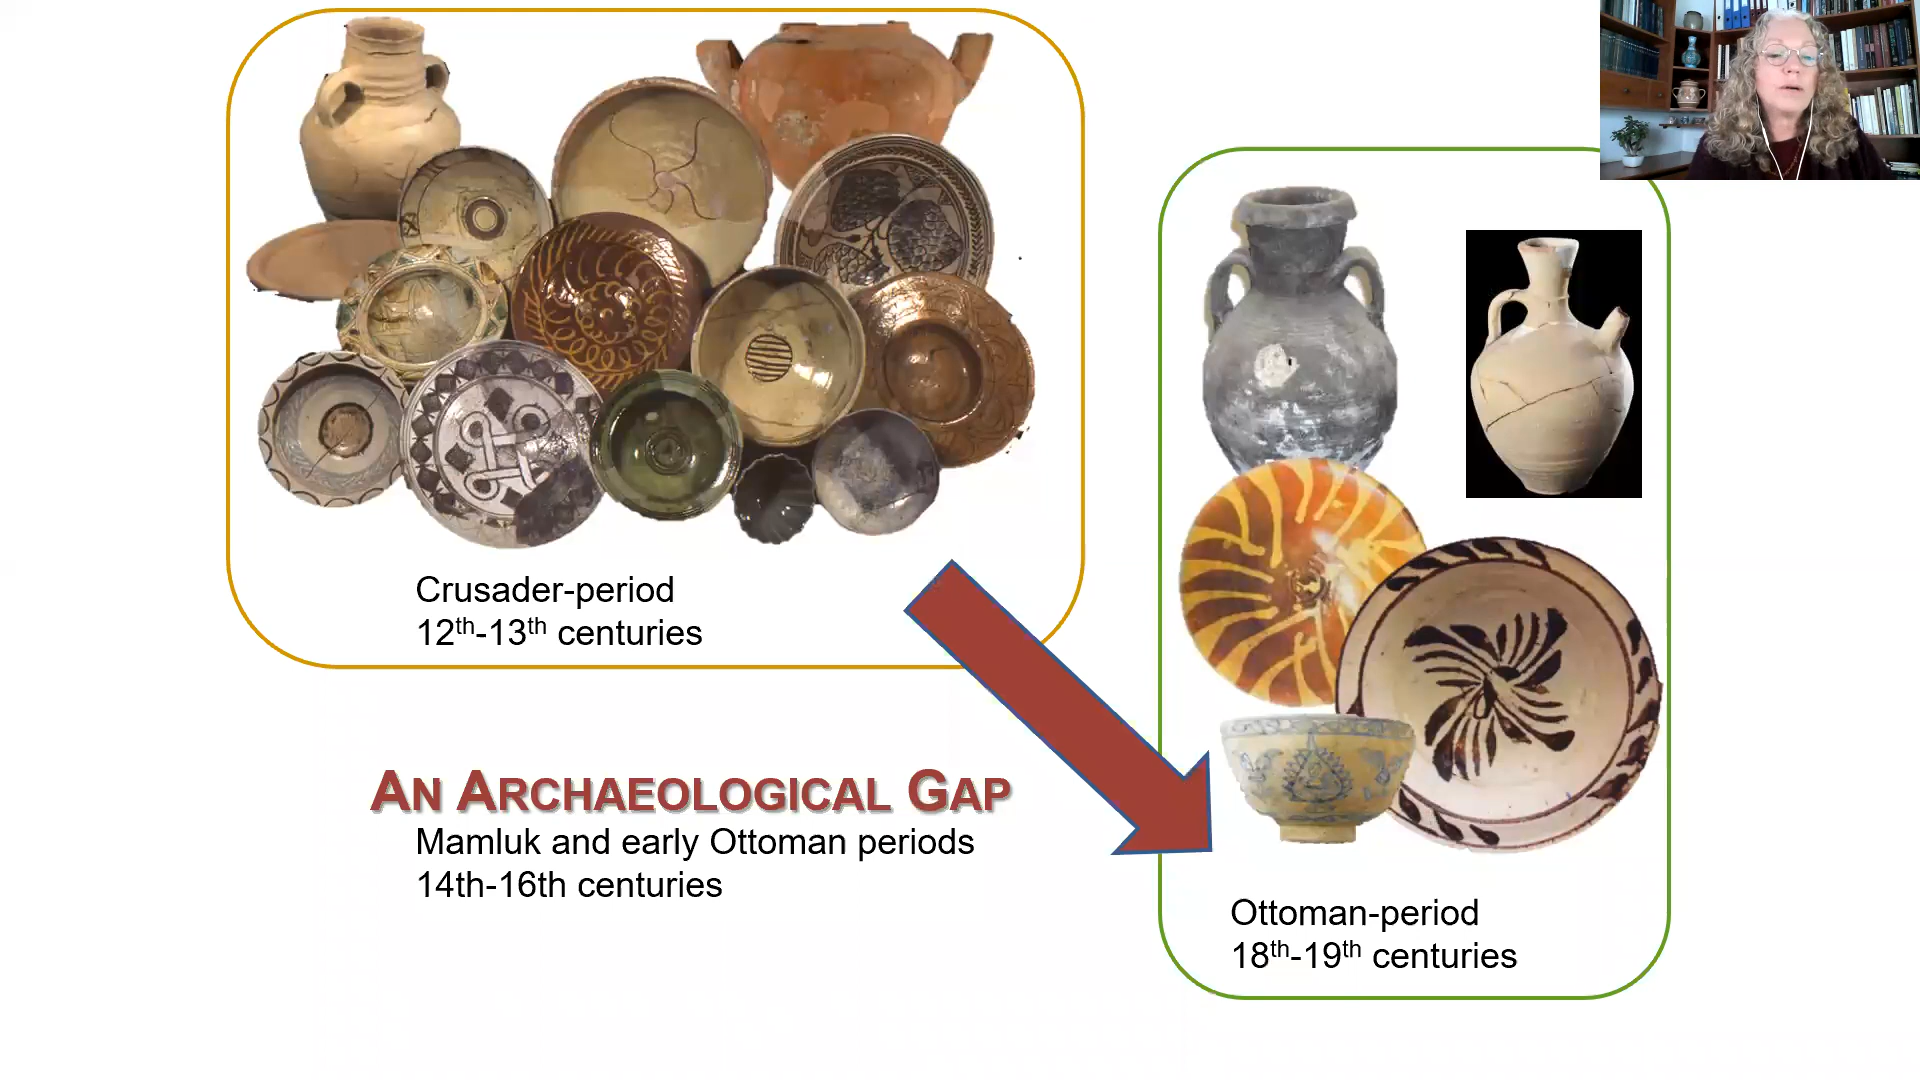 Crusader-period
12th-13th centuries
AN ARCHAEOLOGICAL GAP
Mamluk and early Ottoman periods
14th-16th centuries
Ottoman-period
18th-19th centuries